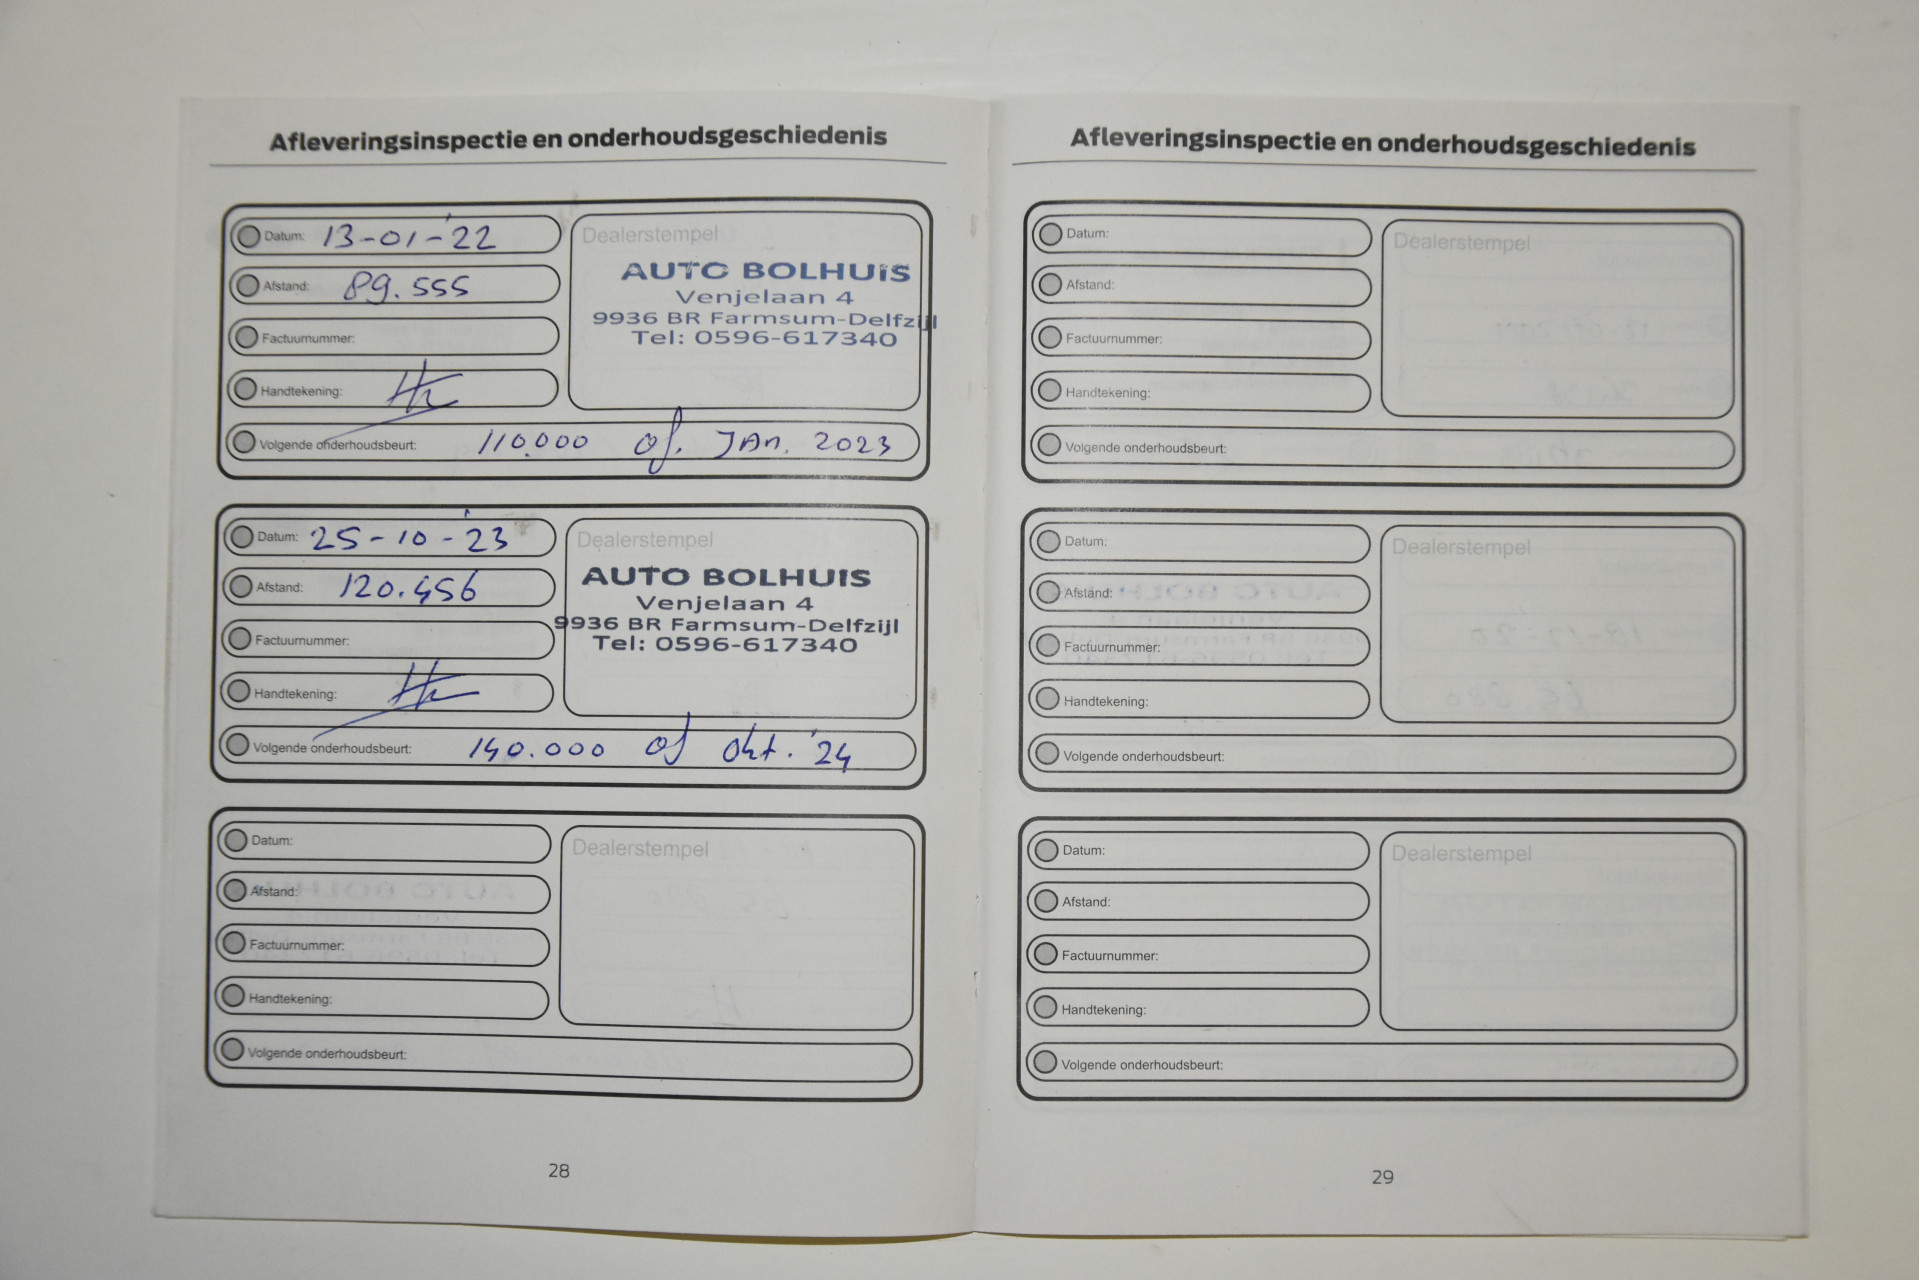 Afleveringsinspectie en onderhoudsgeschiedenis
Datum: 13-01-'22
Afstand: 89.555
Factuurnummer:
Handtekening:
Volgende onderhoudsbeurt: 110.000 of. JAN. 2023
Dealerstempel
AUTO BOLHUIS
Venjelaan 4
9936 BR Farmsum-Delfzijl
Tel: 0596-617340
Datum: 25-10-'23
Afstand: 120.456
Factuurnummer:
Handtekening:
Volgende onderhoudsbeurt: 140.000 of okt. '24
Dealerstempel
AUTO BOLHUIS
Venjelaan 4
9936 BR Farmsum-Delfzijl
Tel: 0596-617340
Datum:
Afstand:
Factuurnummer:
Handtekening:
Volgende onderhoudsbeurt:
Dealerstempel
28
Afleveringsinspectie en onderhoudsgeschiedenis
Datum:
Afstand:
Factuurnummer:
Handtekening:
Volgende onderhoudsbeurt:
Dealerstempel
Datum:
Afstand:
Factuurnummer:
Handtekening:
Volgende onderhoudsbeurt:
Dealerstempel
Datum:
Afstand:
Factuurnummer:
Handtekening:
Volgende onderhoudsbeurt:
Dealerstempel
29